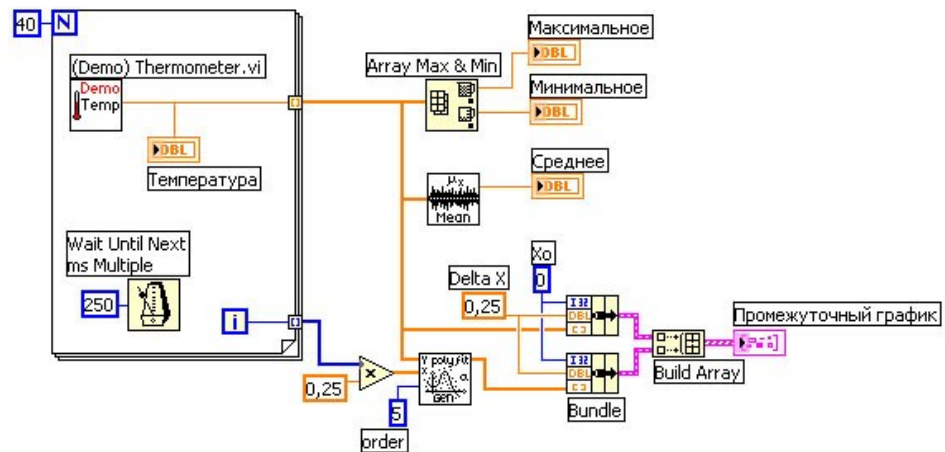 40
N
(Demo) Thermometer.vi
Demo
Temp
DBL
Температура
Wait Until Next
ms Multiple
250
i
Array Max & Min
Максимальное
DBL
Минимальное
DBL
Среднее
DBL
μx
Mean
Xo
0
Delta X
0,25
I32
DBL
I32
DBL
Bundle
Build Array
Промежуточный график
0,25
x
Y poly fit
X
α
Gen
5
order